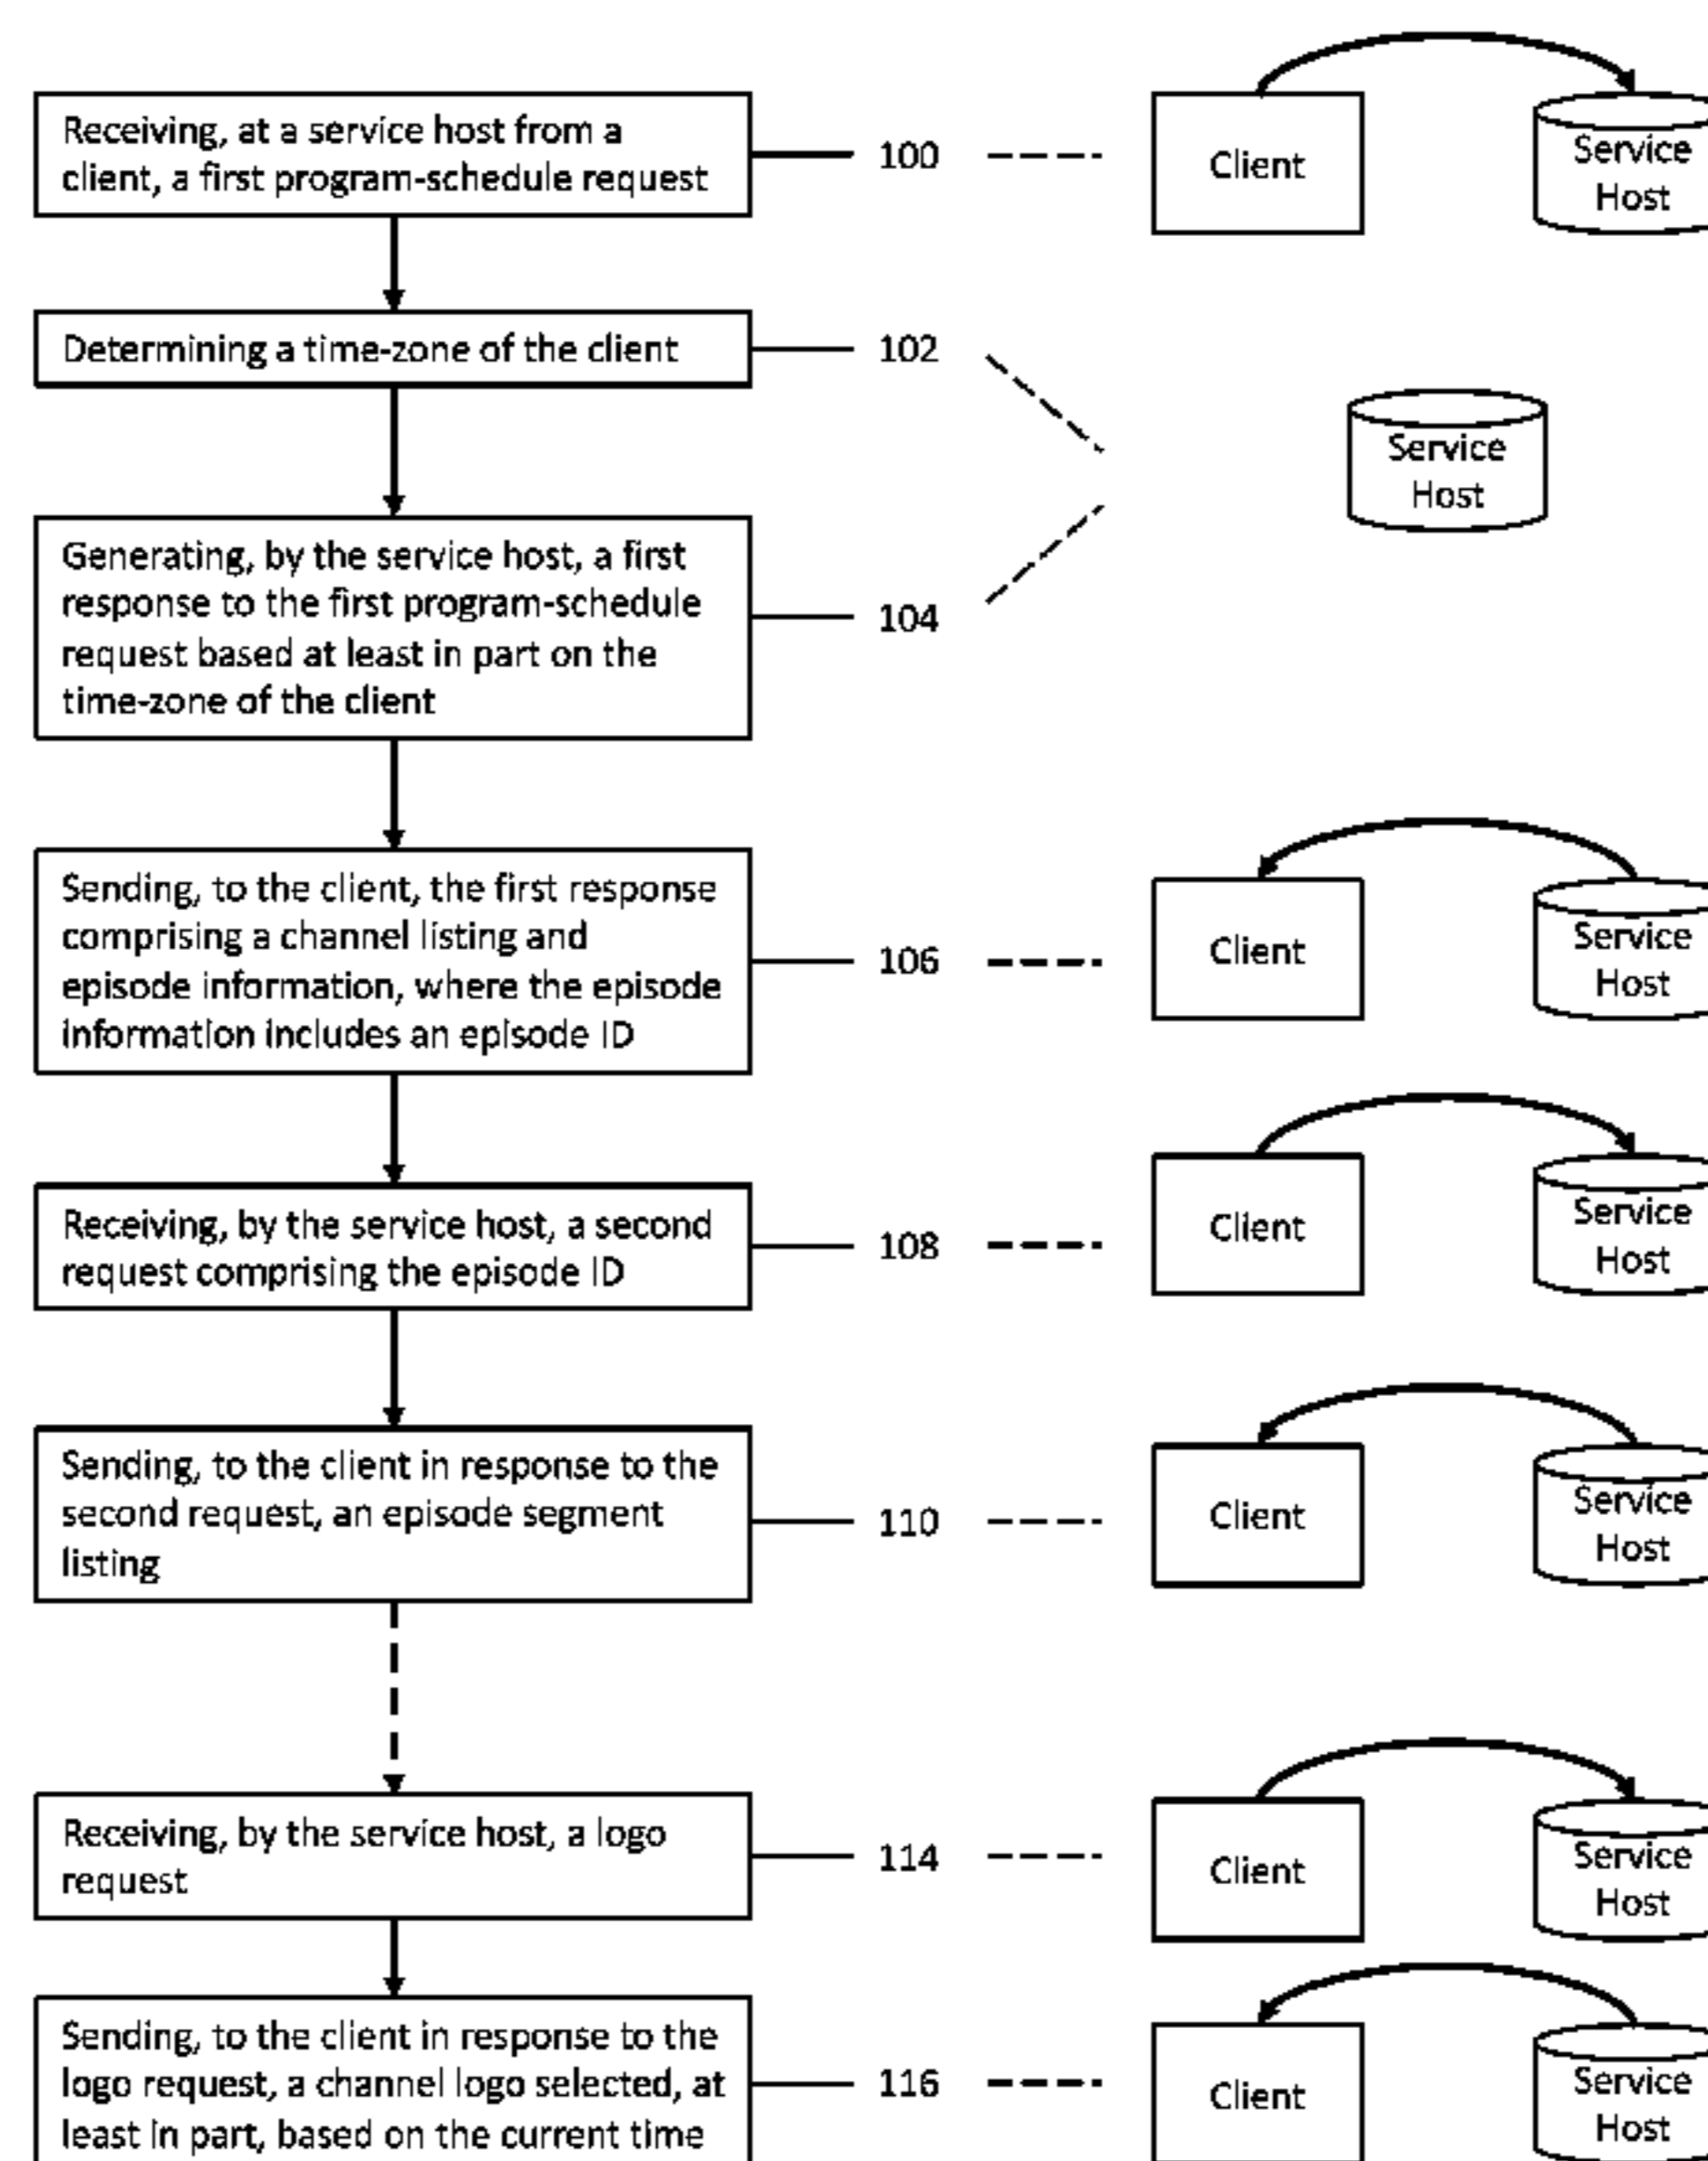 Receiving, at a service host from a
client, a first program-schedule request
100
Client
Service
Host
Determining a time-zone of the client
102
Service
Host
Generating, by the service host, a first
response to the first program-schedule
request based at least in part on the
time-zone of the client
104
Sending, to the client, the first response
comprising a channel listing and
episode information, where the episode
information includes an episode ID
106
Client
Service
Host
Receiving, by the service host, a second
request comprising the episode ID
108
Client
Service
Host
Sending, to the client in response to the
second request, an episode segment
listing
110
Client
Service
Host
Receiving, by the service host, a logo
request
114
Client
Service
Host
Sending, to the client in response to the
logo request, a channel logo selected, at
least in part, based on the current time
116
Client
Service
Host